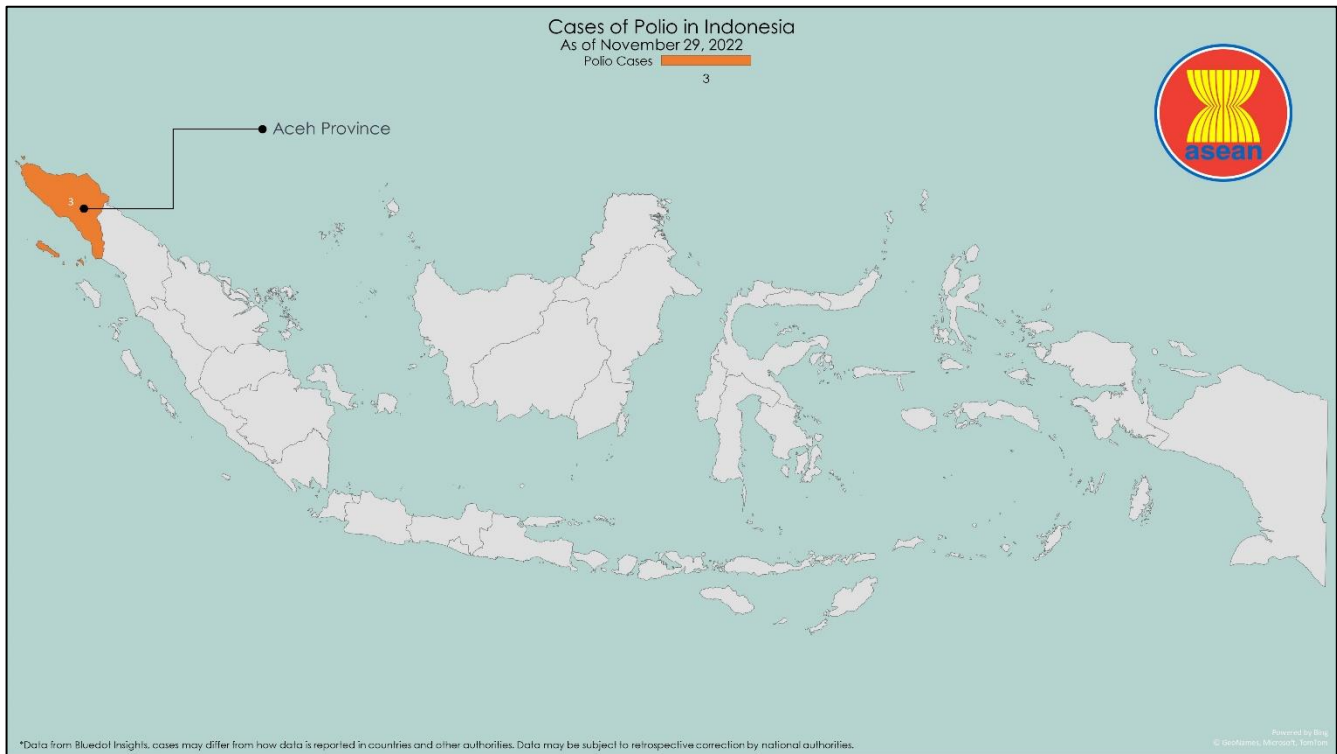 Cases of Polio in Indonesia
As of November 29, 2022
Polio Cases
3
Aceh Province
3
asean
*Data from Bluedot Insights, cases may differ from how data is reported in countries and other authorities. Data may be subject to retrospective correction by national authorities.
Powered by Bing
© GeoNames, Microsoft, TomTom